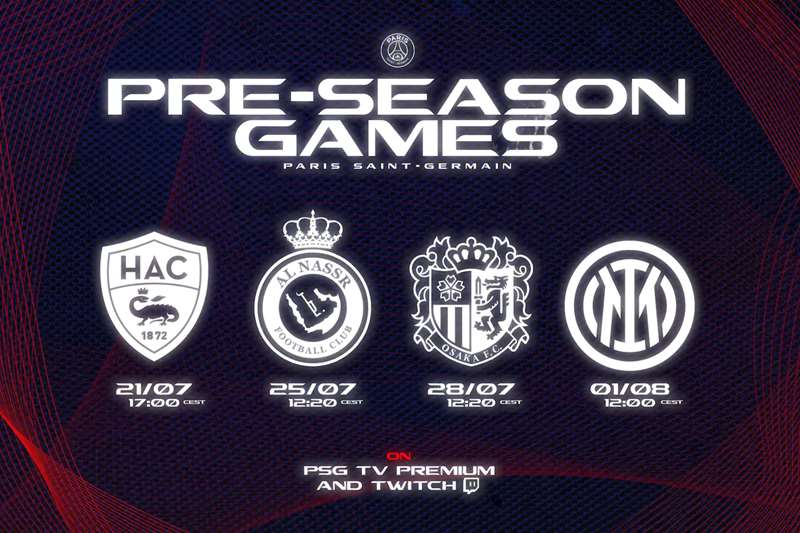 PARIS
PRE-SEASON
GAMES
PARIS SAINT-GERMAIN
HAC
1872
AL NASSR
FOOTBALL CLUB
OSAKA F.C.
IM
21/07
17:00 CEST
25/07
12:20 CEST
28/07
12:20 CEST
01/08
12:00 CEST
ON
PSG TV PREMIUM
AND TWITCH